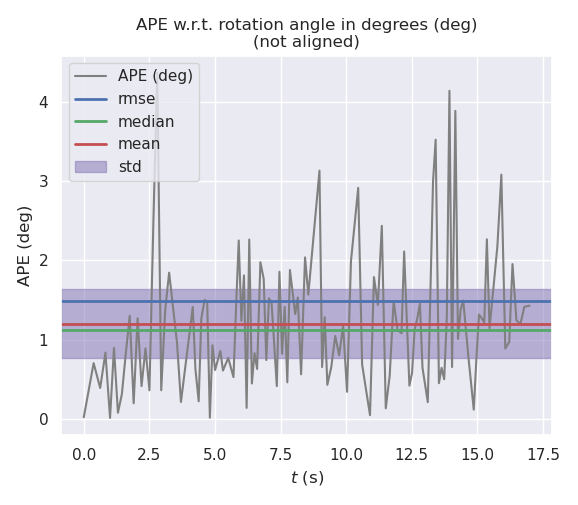 APE w.r.t. rotation angle in degrees (deg)
(not aligned)
APE (deg)
rmse
median
mean
std
APE (deg)
4
3
2
1
0
0.0 2.5 5.0 7.5 10.0 12.5 15.0 17.5
t (s)